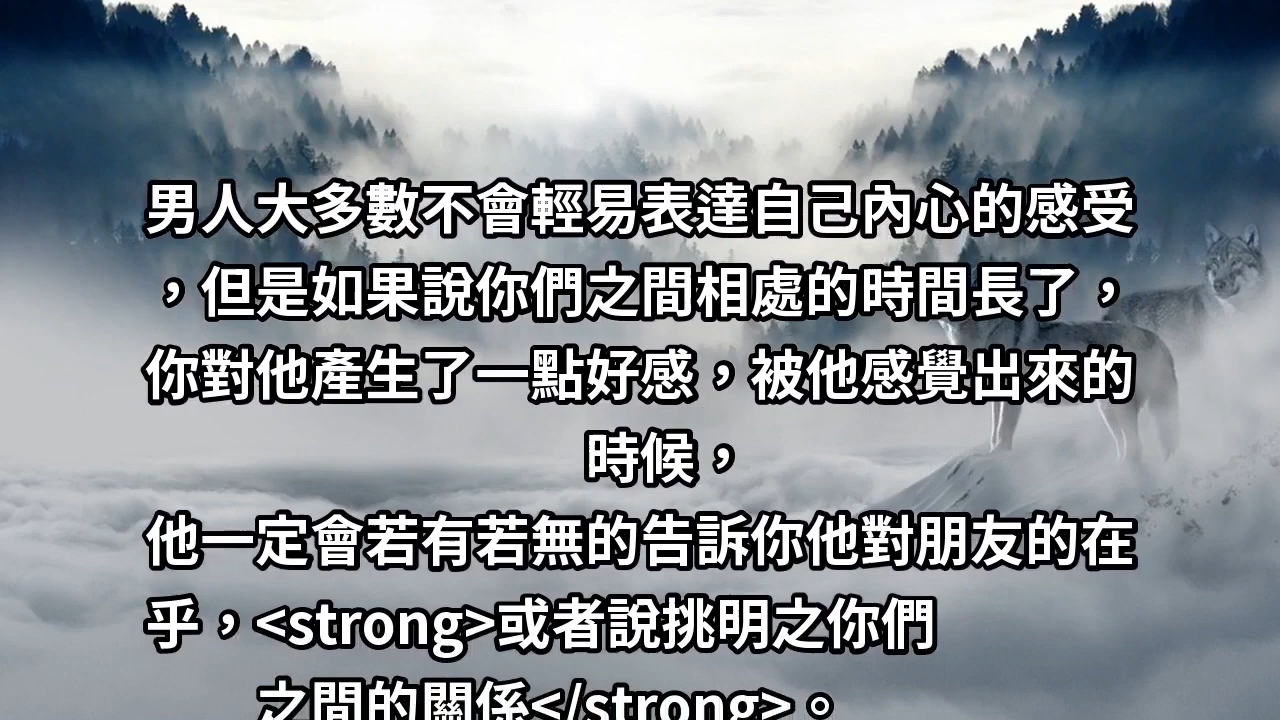 男人大多數不會輕易表達自己內心的感受
，但是如果說你們之間相處的時間長了，
你對他產生了一點好感，被他感覺出來的
時候，
他一定會若有若無的告訴你他對朋友的在
乎，<strong>或者說挑明之你們
之間的關係</strong>。